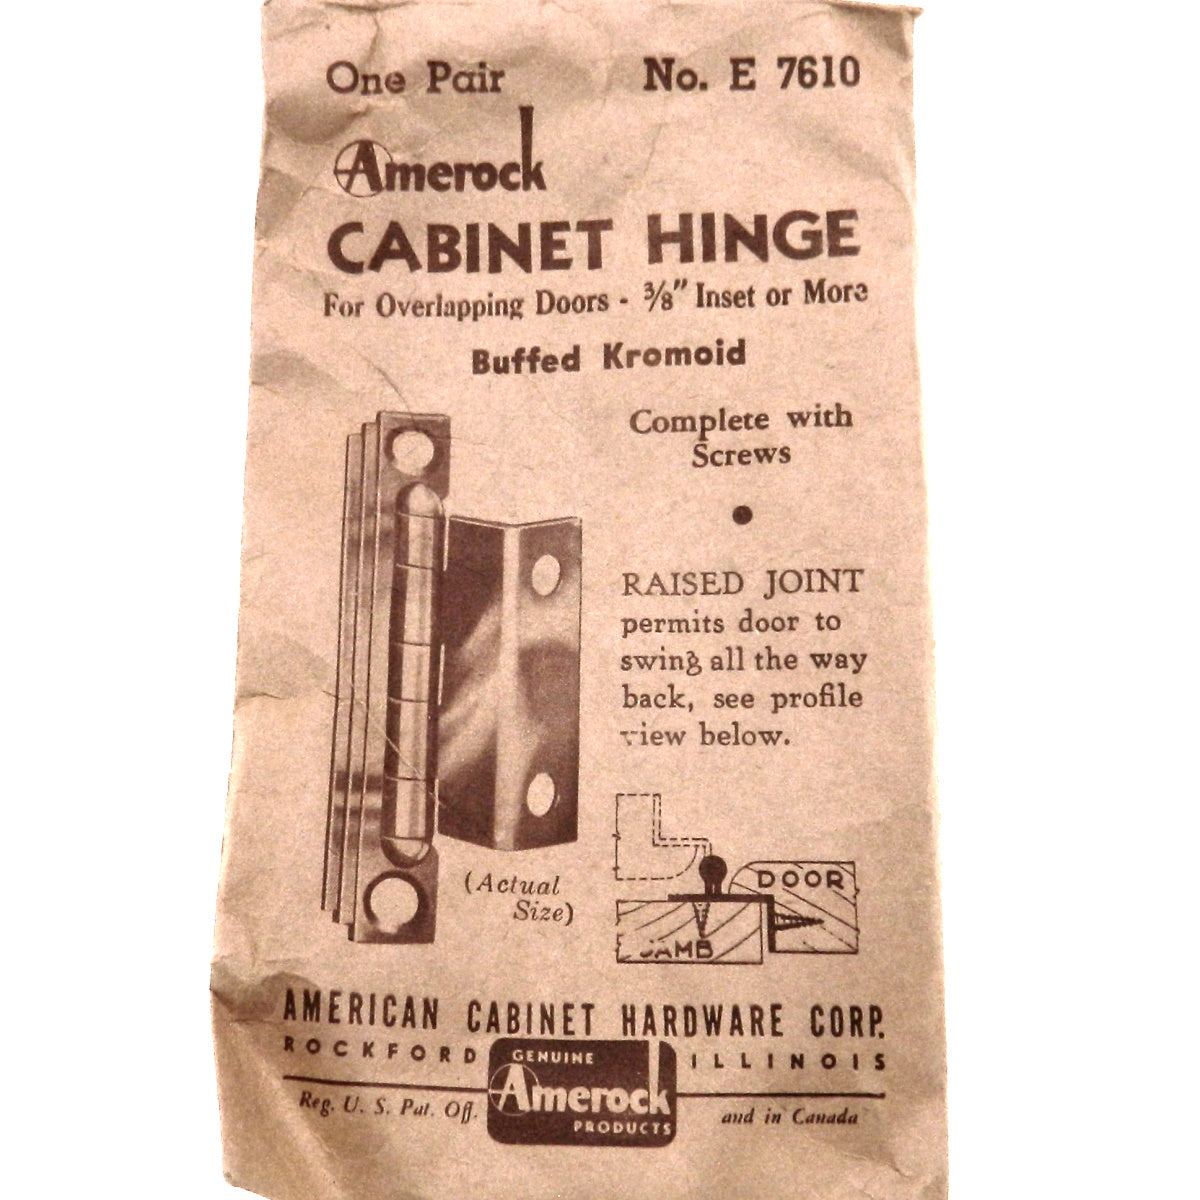 One Pair No. E 7610
Amerock
CABINET HINGE
For Overlapping Doors - ⅜" Inset or More
Buffed Kromoid
Complete with
Screws
RAISED JOINT
permits door to
swing all the way
back, see profile
view below.
(Actual
Size)
DOOR
JAMB
AMERICAN CABINET HARDWARE CORP.
ROCKFORD ILLINOIS
GENUINE
Amerock
PRODUCTS
Reg. U. S. Pat. Off. and in Canada